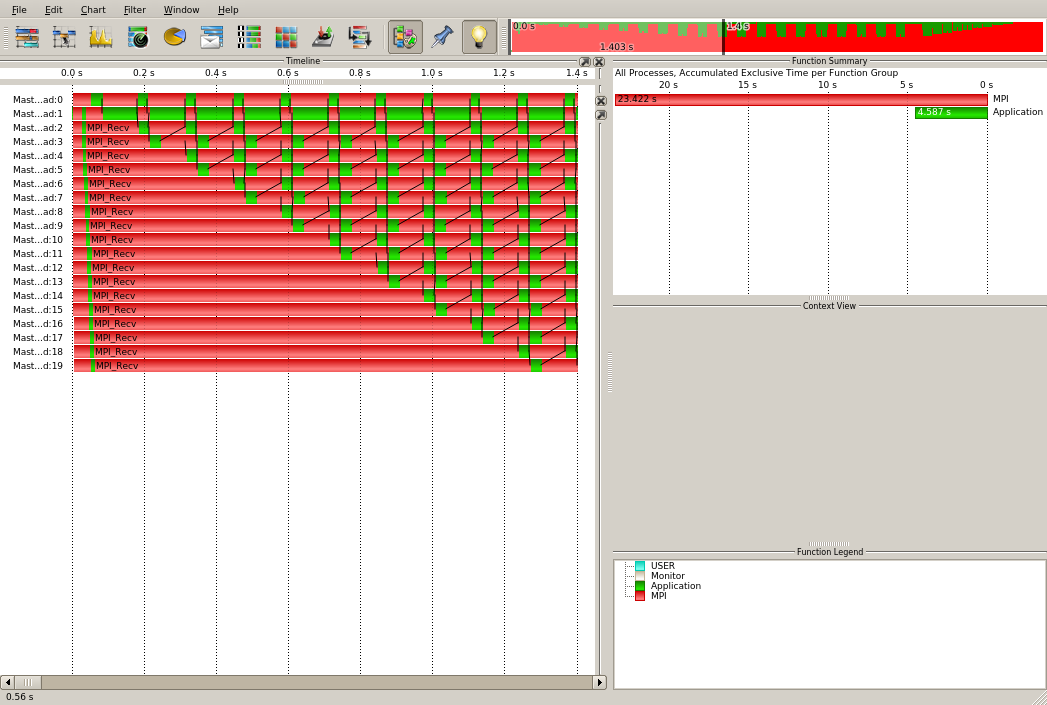 File Edit Chart Filter Window Help
0.0 s 1.4 s
1.403 s
Timeline
0.0 s 0.2 s 0.4 s 0.6 s 0.8 s 1.0 s 1.2 s 1.4 s
Mast...ad:0
Mast...ad:1
Mast...ad:2 MPI_Recv
Mast...ad:3 MPI_Recv
Mast...ad:4 MPI_Recv
Mast...ad:5 MPI_Recv
Mast...ad:6 MPI_Recv
Mast...ad:7 MPI_Recv
Mast...ad:8 MPI_Recv
Mast...ad:9 MPI_Recv
Mast...d:10 MPI_Recv
Mast...d:11 MPI_Recv
Mast...d:12 MPI_Recv
Mast...d:13 MPI_Recv
Mast...d:14 MPI_Recv
Mast...d:15 MPI_Recv
Mast...d:16 MPI_Recv
Mast...d:17 MPI_Recv
Mast...d:18 MPI_Recv
Mast...d:19 MPI_Recv
Function Summary
All Processes, Accumulated Exclusive Time per Function Group
20 s 15 s 10 s 5 s 0 s
23.422 s MPI
4.587 s Application
Context View
Function Legend
USER
Monitor
Application
MPI
0.56 s